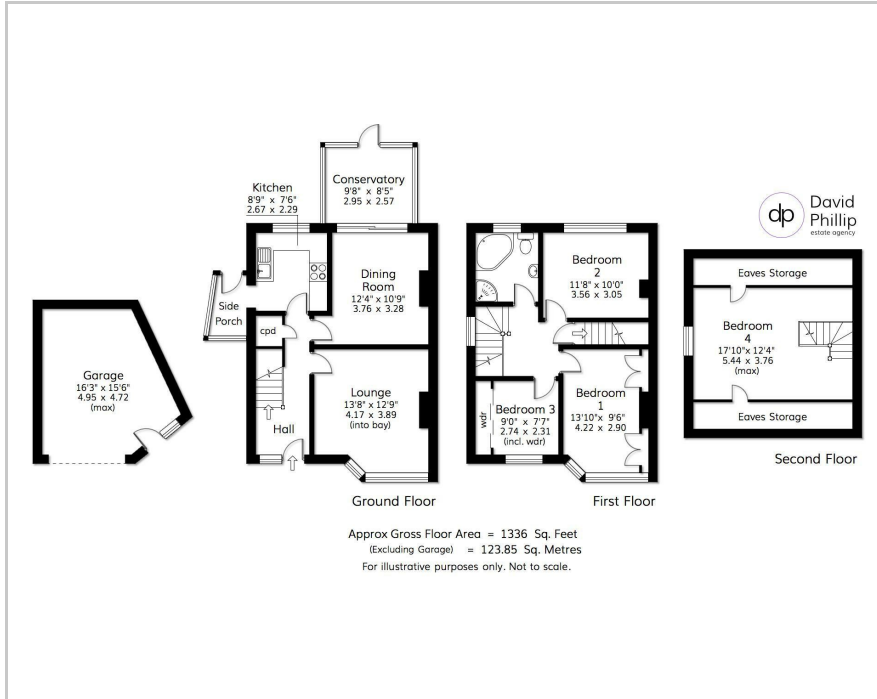 Kitchen
8'9" x 7'6"
2.67 x 2.29
Conservatory
9'8" x 8'5"
2.95 x 2.57
Dining
Room
12'4" x 10'9"
3.76 x 3.28
Side
Porch
cpd
Garage
16'3" x 15'6"
4.95 x 4.72
(max)
Lounge
13'8" x 12'9"
4.17 x 3.89
(into bay)
Hall
Ground Floor
Bedroom
2
11'8" x 10'0"
3.56 x 3.05
wdr
Bedroom 3
9'0" x 7'7"
2.74 x 2.31
(incl. wdr)
Bedroom
1
13'10" x 9'6"
4.22 x 2.90
First Floor
dp
David
Phillip
estate agency
Eaves Storage
Bedroom
4
17'10" x 12'4"
5.44 x 3.76
(max)
Eaves Storage
Second Floor
Approx Gross Floor Area = 1336 Sq. Feet
(Excluding Garage) = 123.85 Sq. Metres
For illustrative purposes only. Not to scale.